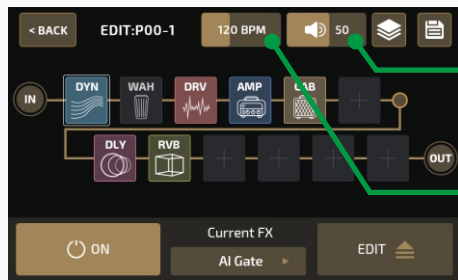 < BACK EDIT:P00-1 120 BPM 50
IN DYN WAH DRV AMP CAB
DLY RVB OUT
ON Current FX EDIT
AI Gate